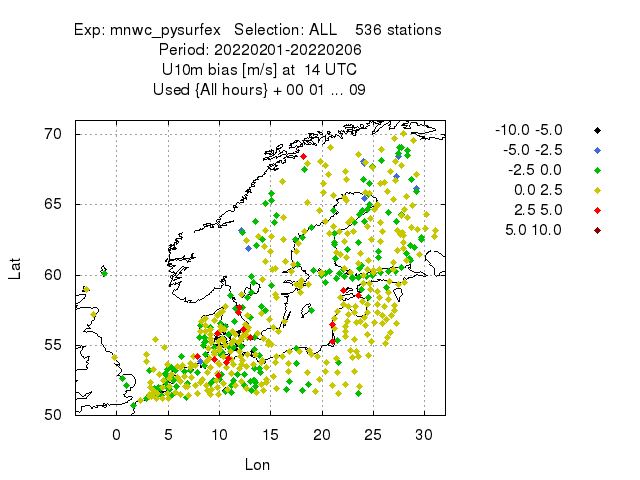 Exp: mnwc_pysurfex Selection: ALL 536 stations
Period: 20220201-20220206
U10m bias [m/s] at 14 UTC
Used {All hours} + 00 01 ... 09
-10.0 -5.0
-5.0 -2.5
-2.5 0.0
0.0 2.5
2.5 5.0
5.0 10.0
70
65
60
55
50
Lat
0 5 10 15 20 25 30
Lon